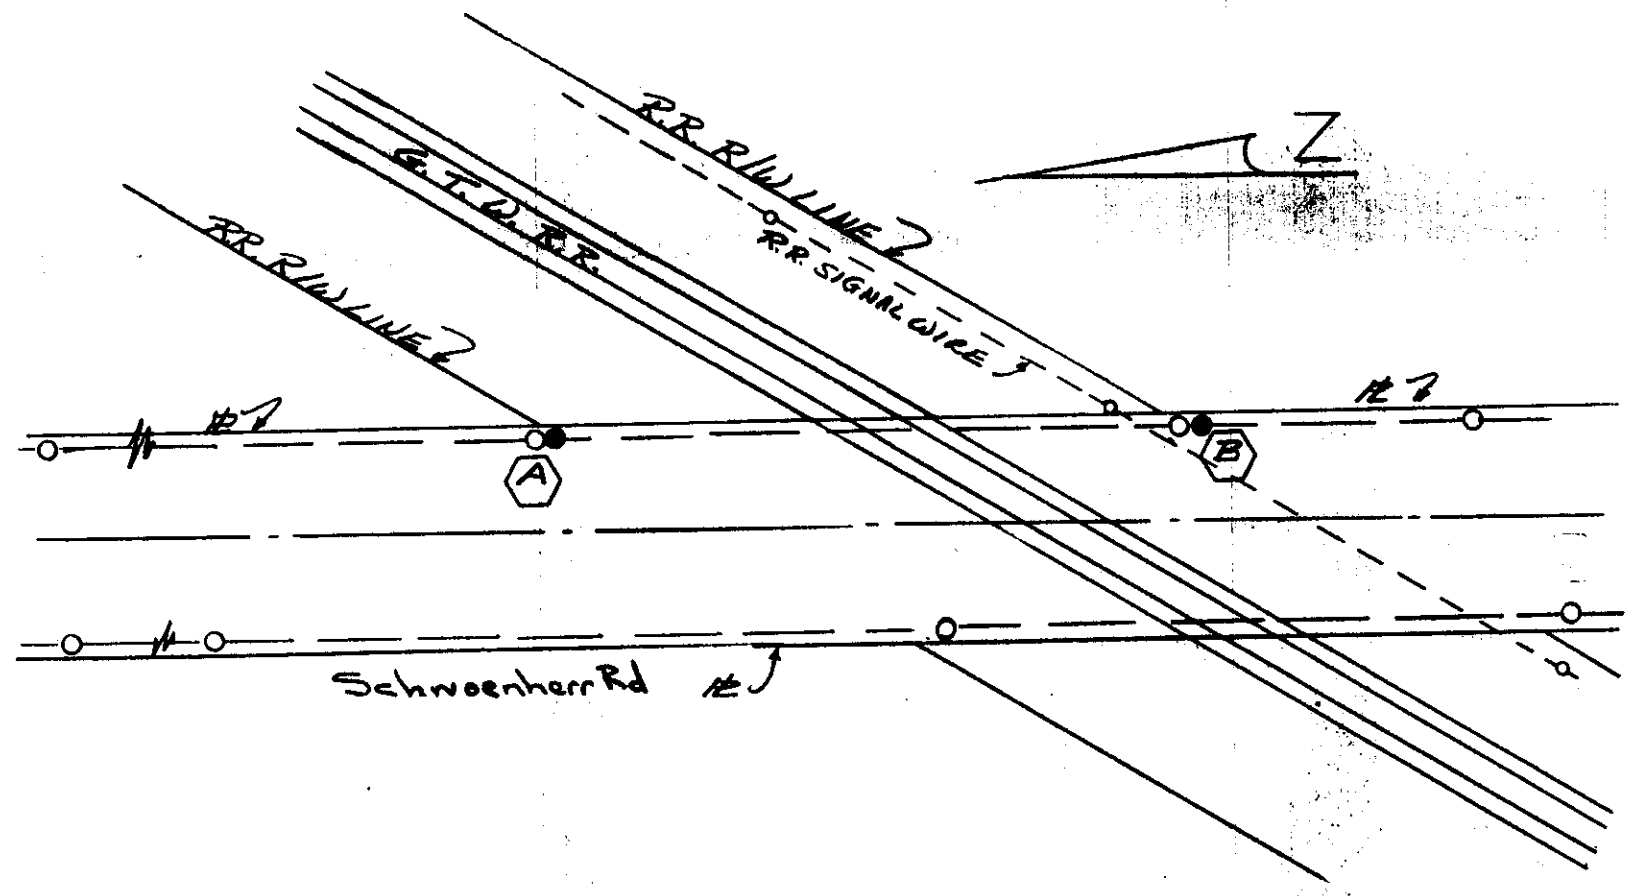 R.R. R/W LINE
Z
G. T. W. R. R.
R.R. SIGNAL WIRE
R.R. R/W LINE
A
B
Schwoenherr Rd